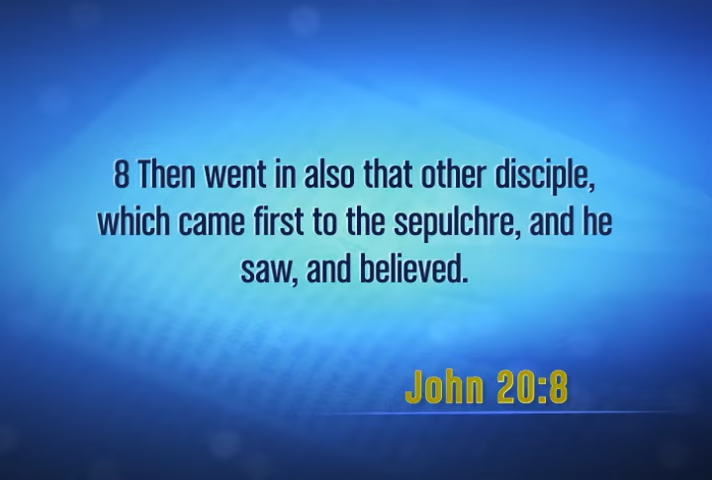 8 Then went in also that other disciple,
which came first to the sepulchre, and he
saw, and believed.
John 20:8